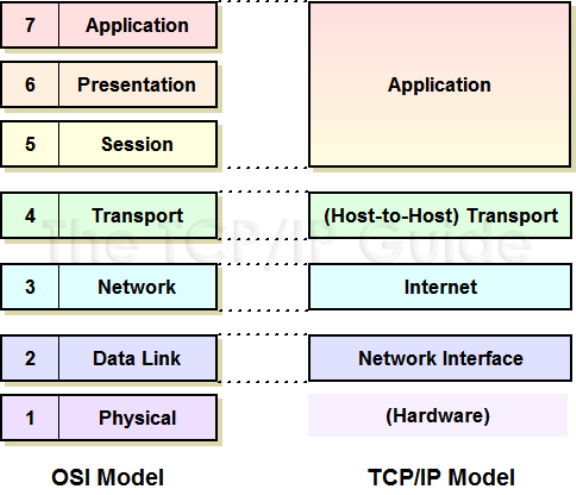 7 Application
6 Presentation
5 Session
Application
4 Transport
(Host-to-Host) Transport
The TCP/IP Guide
3 Network
Internet
2 Data Link
Network Interface
1 Physical
(Hardware)
OSI Model
TCP/IP Model